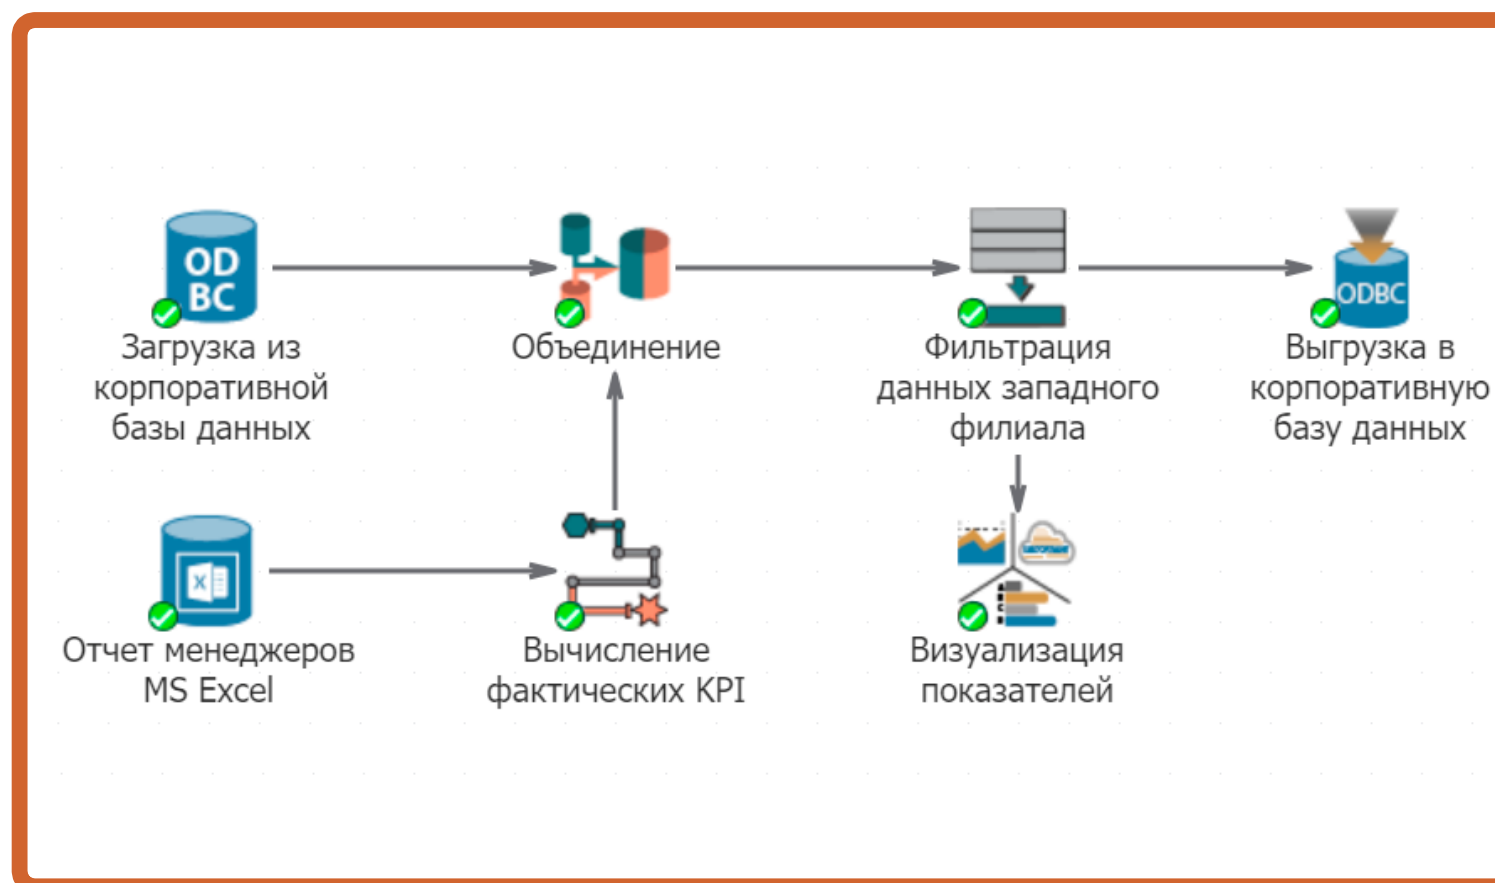 OD
BC
Загрузка из
корпоративной
базы данных
Объединение
Фильтрация
данных западного
филиала
ODBC
Выгрузка в
корпоративную
базу данных
X
Отчет менеджеров
MS Excel
Вычисление
фактических KPI
Визуализация
показателей